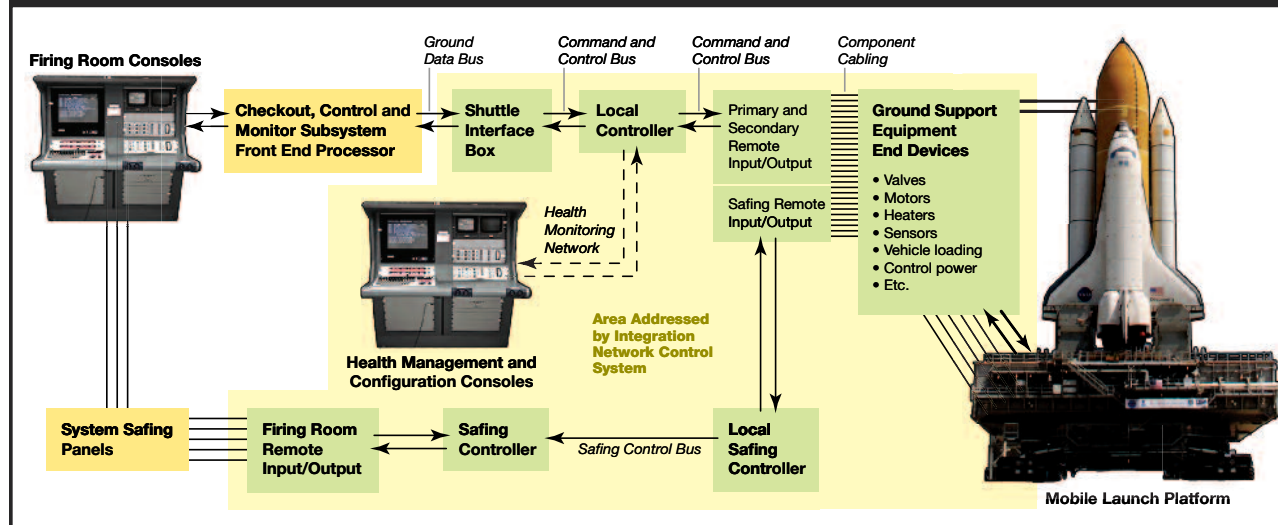 Firing Room Consoles
Ground
Data Bus
Command and
Control Bus
Command and
Control Bus
Component
Cabling
Checkout, Control and
Monitor Subsystem
Front End Processor
Shuttle
Interface
Box
Local
Controller
Primary and
Secondary
Remote
Input/Output
Ground Support
Equipment
End Devices
• Valves
• Motors
• Heaters
• Sensors
• Vehicle loading
• Control power
• Etc.
Safing Remote
Input/Output
Health
Monitoring
Network
Area Addressed
by Integration
Network Control
System
Health Management and
Configuration Consoles
System Safing
Panels
Firing Room
Remote
Input/Output
Safing
Controller
Safing Control Bus
Local
Safing
Controller
Mobile Launch Platform